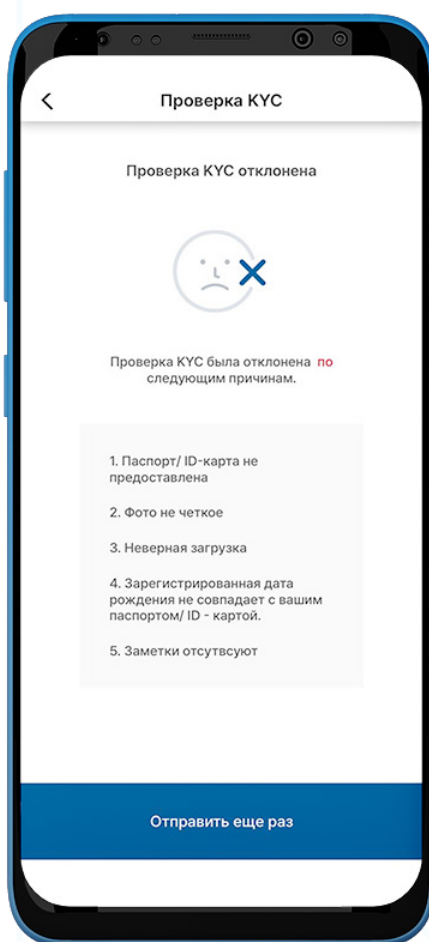 Проверка KYC
Проверка KYC отклонена
Проверка KYC была отклонена по
следующим причинам.
1. Паспорт/ ID-карта не
предоставлена
2. Фото не четкое
3. Неверная загрузка
4. Зарегистрированная дата
рождения не совпадает с вашим
паспортом/ ID - картой.
5. Заметки отсутвсуют
Отправить еще раз